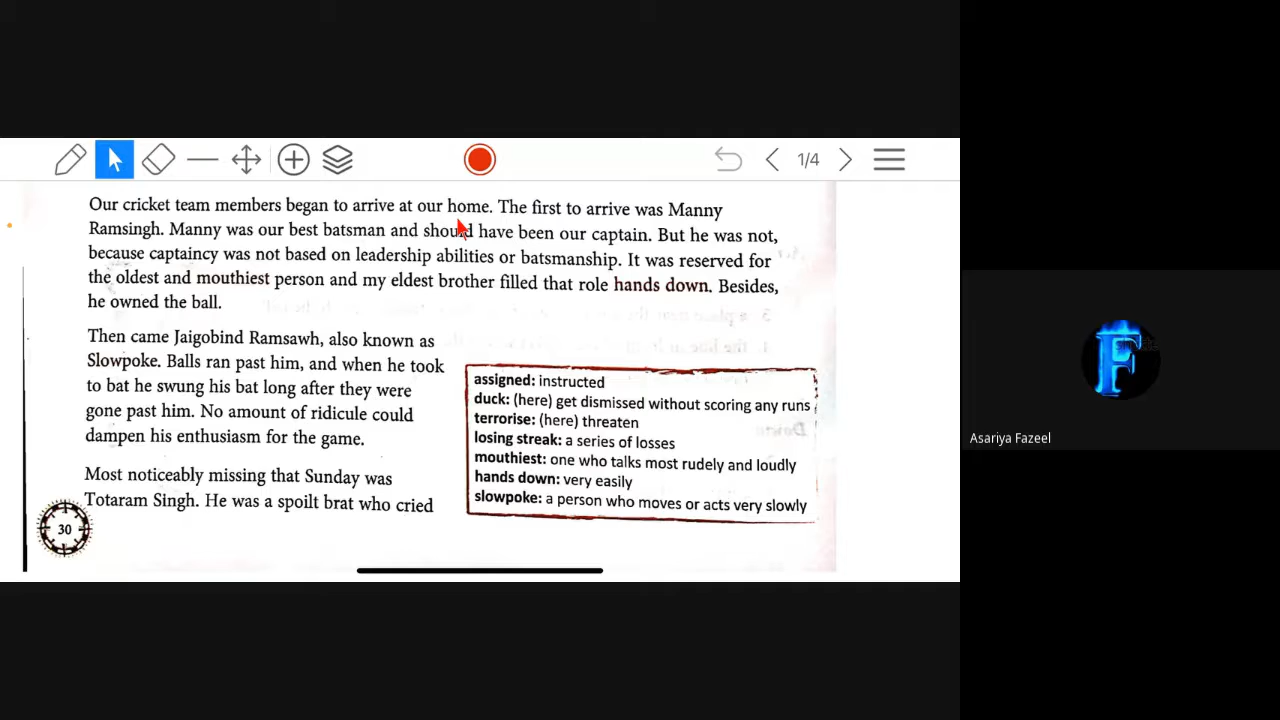 1/4
Our cricket team members began to arrive at our home. The first to arrive was Manny
Ramsingh. Manny was our best batsman and should have been our captain. But he was not,
because captaincy was not based on leadership abilities or batsmanship. It was reserved for
the oldest and mouthiest person and my eldest brother filled that role hands down. Besides,
he owned the ball.
Then came Jaigobind Ramsawh, also known as
Slowpoke. Balls ran past him, and when he took
to bat he swung his bat long after they were
gone past him. No amount of ridicule could
dampen his enthusiasm for the game.
Most noticeably missing that Sunday was
Totaram Singh. He was a spoilt brat who cried
30
assigned: instructed
duck: (here) get dismissed without scoring any runs
terrorise: (here) threaten
losing streak: a series of losses
mouthiest: one who talks most rudely and loudly
hands down: very easily
slowpoke: a person who moves or acts very slowly
F
Asariya Fazeel